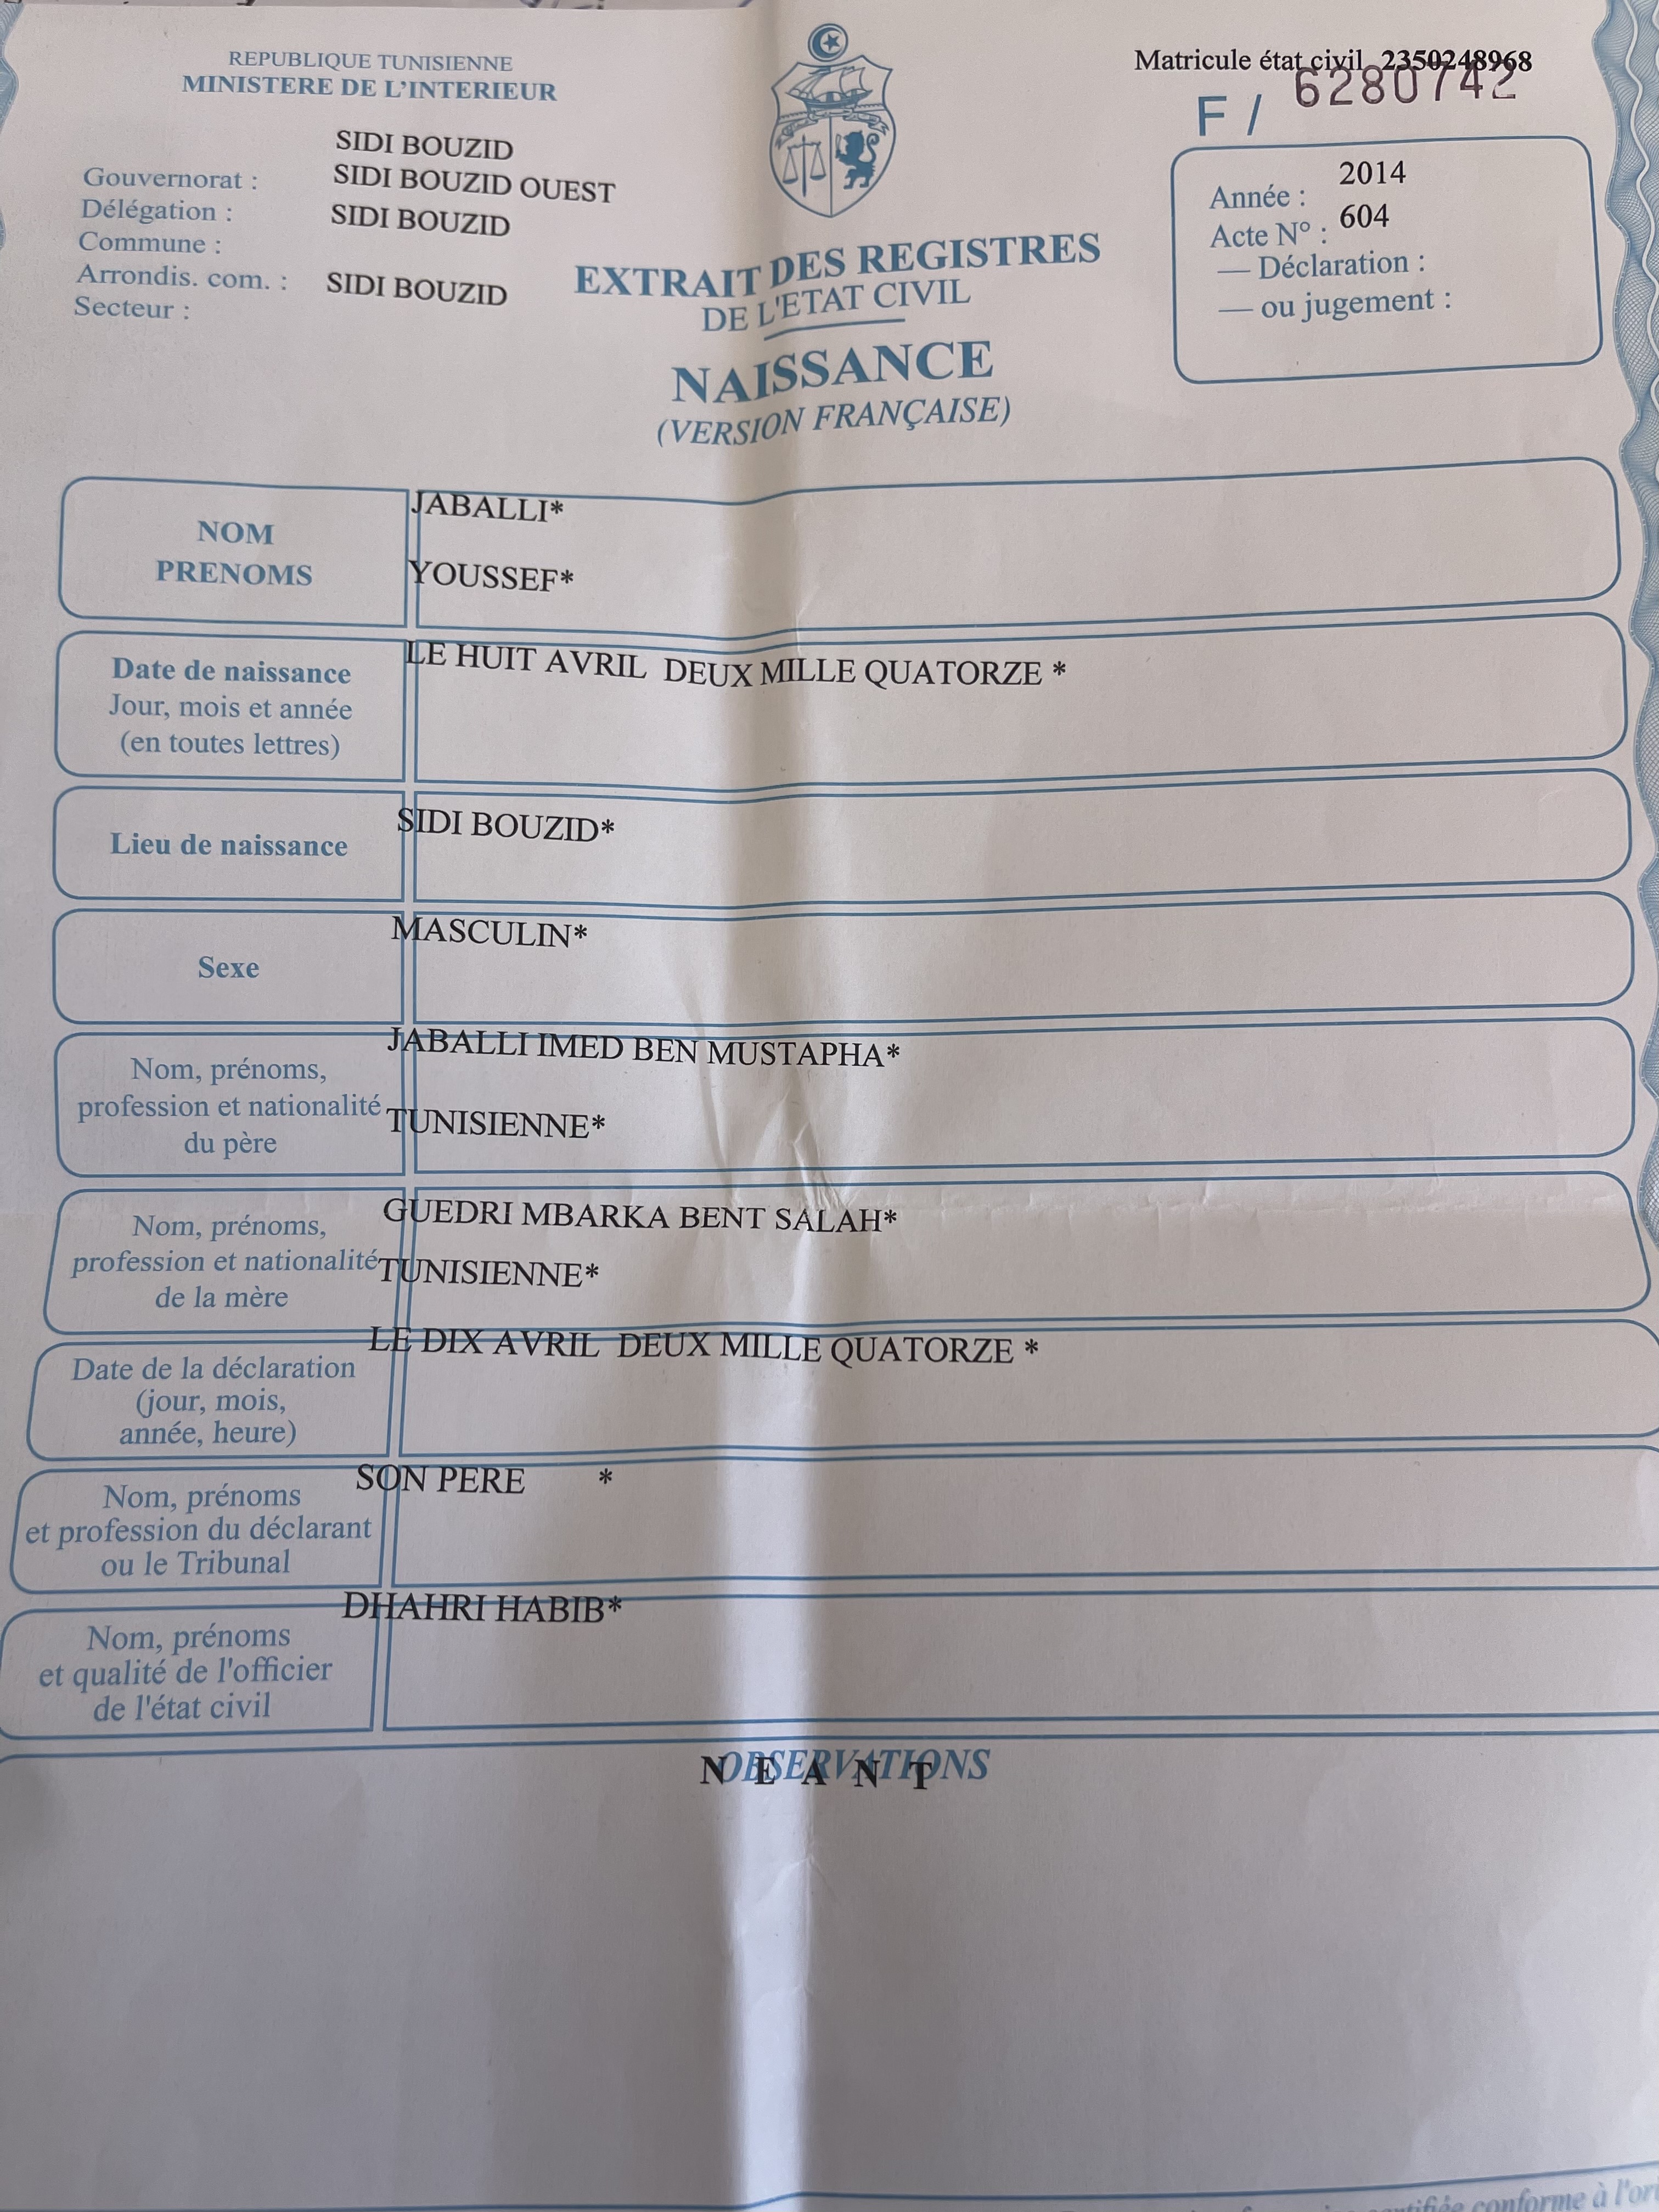 REPUBLIQUE TUNISIENNE
MINISTERE DE L'INTERIEUR
SIDI BOUZID
Gouvernorat : SIDI BOUZID OUEST
Délégation : SIDI BOUZID
Commune :
Arrondis. com. : SIDI BOUZID
Secteur :
Matricule état civil 2350248968
F / 6280742
Année : 2014
Acte N° : 604
— Déclaration :
— ou jugement :
EXTRAIT DES REGISTRES
DE L'ETAT CIVIL
NAISSANCE
(VERSION FRANÇAISE)
NOM
PRENOMS
JABALLI*
YOUSSEF*
Date de naissance
Jour, mois et année
(en toutes lettres)
LE HUIT AVRIL DEUX MILLE QUATORZE *
Lieu de naissance
SIDI BOUZID*
Sexe
MASCULIN*
Nom, prénoms,
profession et nationalité
du père
JABALLI IMED BEN MUSTAPHA*
TUNISIENNE*
Nom, prénoms,
profession et nationalité
de la mère
GUEDRI MBARKA BENT SALAH*
TUNISIENNE*
Date de la déclaration
(jour, mois,
année, heure)
LE DIX AVRIL DEUX MILLE QUATORZE *
Nom, prénoms
et profession du déclarant
ou le Tribunal
SON PERE *
Nom, prénoms
et qualité de l'officier
de l'état civil
DHAHRI HABIB*
OBSERVATIONS
N E A N T
certifiée conforme à l'ori